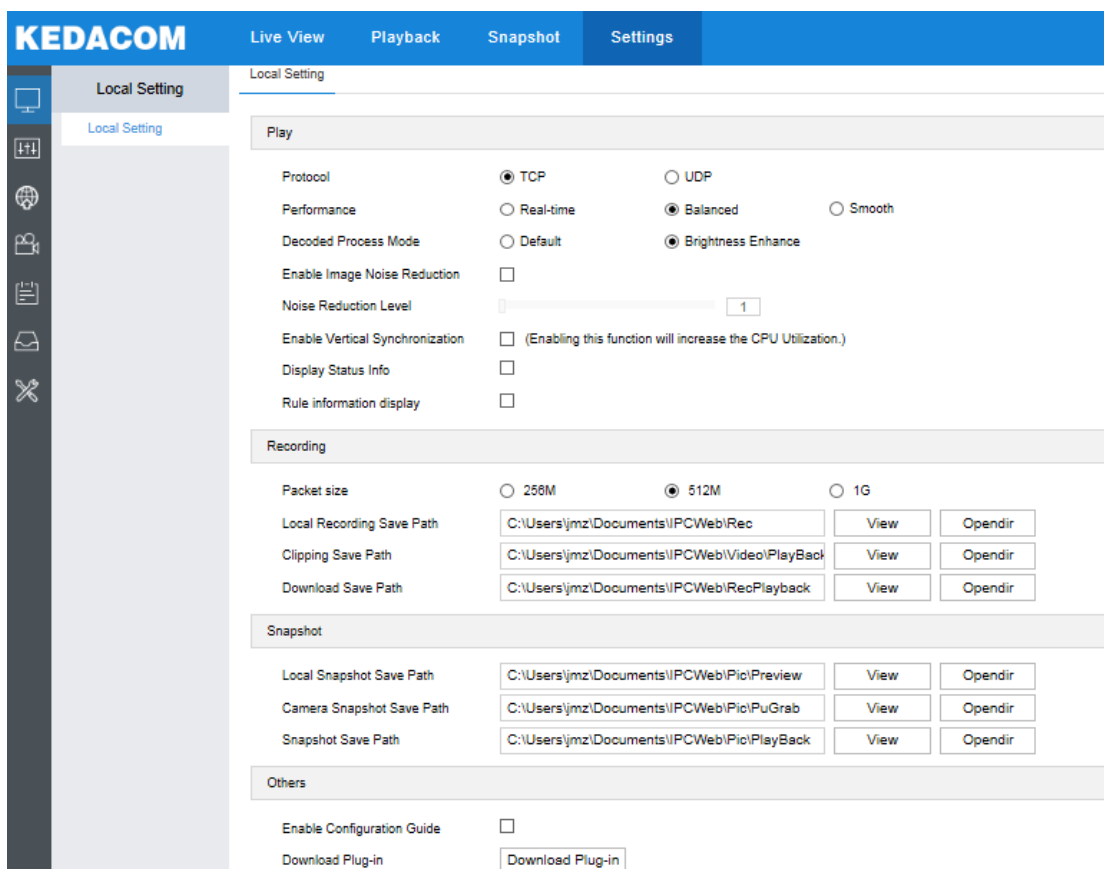 KEDACOM Live View Playback Snapshot Settings
Local Setting
Local Setting
Local Setting
Play
Protocol TCP UDP
Performance Real-time Balanced Smooth
Decoded Process Mode Default Brightness Enhance
Enable Image Noise Reduction
Noise Reduction Level 1
Enable Vertical Synchronization (Enabling this function will increase the CPU Utilization.)
Display Status Info
Rule information display
Recording
Packet size 256M 512M 1G
Local Recording Save Path C:\Users\jmz\Documents\IPCWeb\Rec View Opendir
Clipping Save Path C:\Users\jmz\Documents\IPCWeb\Video\PlayBack View Opendir
Download Save Path C:\Users\jmz\Documents\IPCWeb\RecPlayback View Opendir
Snapshot
Local Snapshot Save Path C:\Users\jmz\Documents\IPCWeb\Pic\Preview View Opendir
Camera Snapshot Save Path C:\Users\jmz\Documents\IPCWeb\Pic\PuGrab View Opendir
Snapshot Save Path C:\Users\jmz\Documents\IPCWeb\Pic\PlayBack View Opendir
Others
Enable Configuration Guide
Download Plug-in Download Plug-in